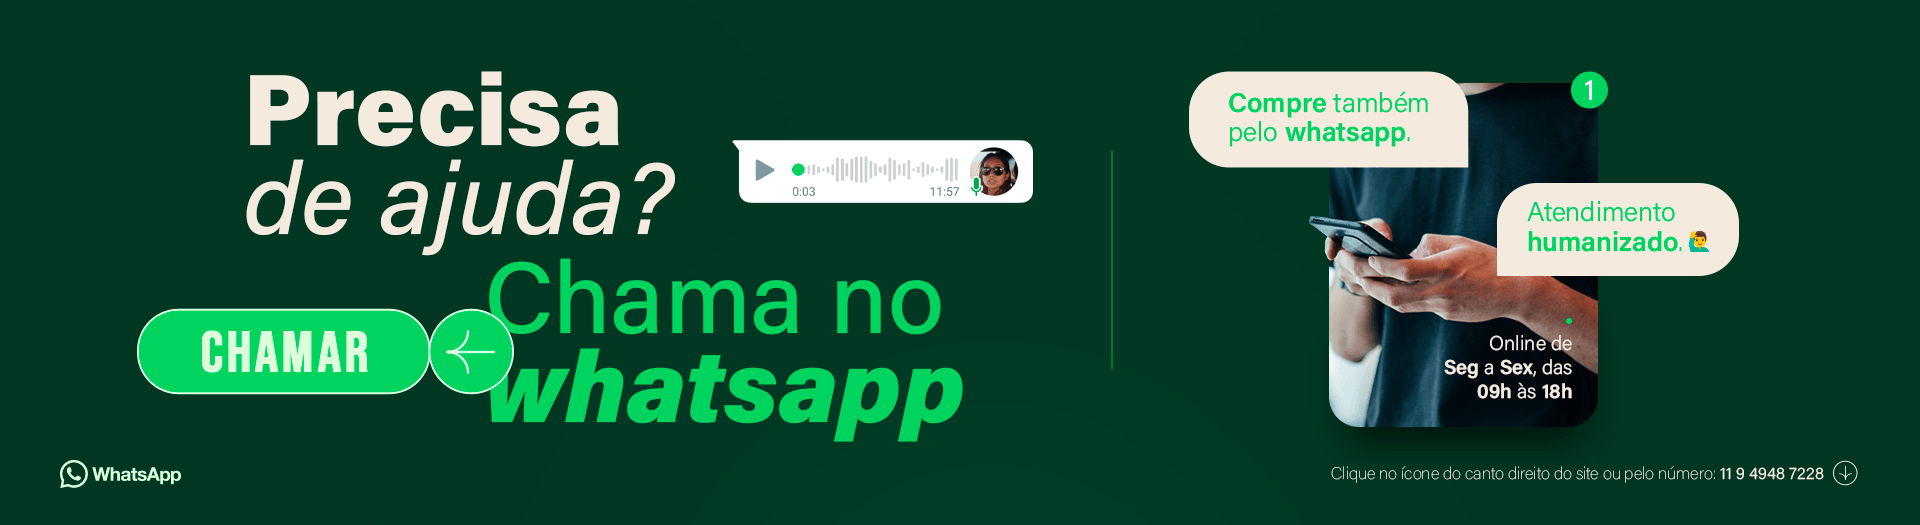 Precisa
de ajuda?
0:03
11:57
Chama no
whatsapp
CHAMAR
WhatsApp
1
Compre também
pelo whatsapp.
Atendimento
humanizado.
Online de
Seg a Sex, das
09h às 18h
Clique no ícone do canto direito do site ou pelo número: 11 9 4948 7228